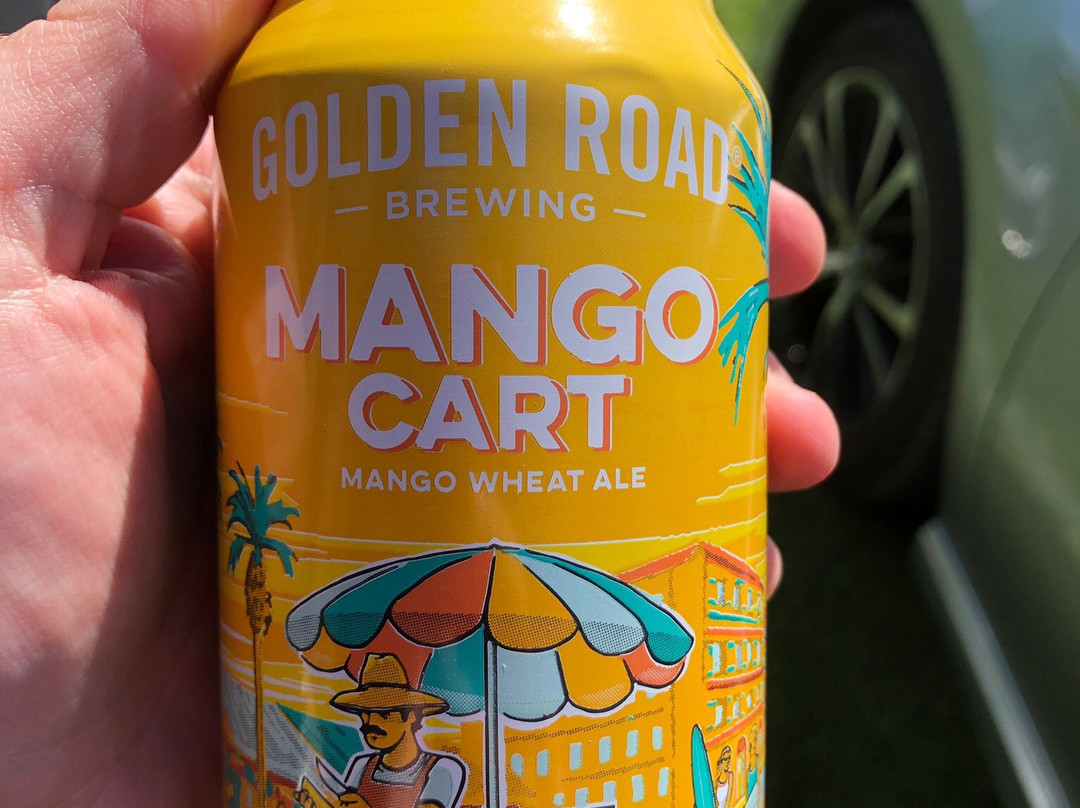 GOLDEN ROAD®
— BREWING —
MANGO
CART
MANGO WHEAT ALE